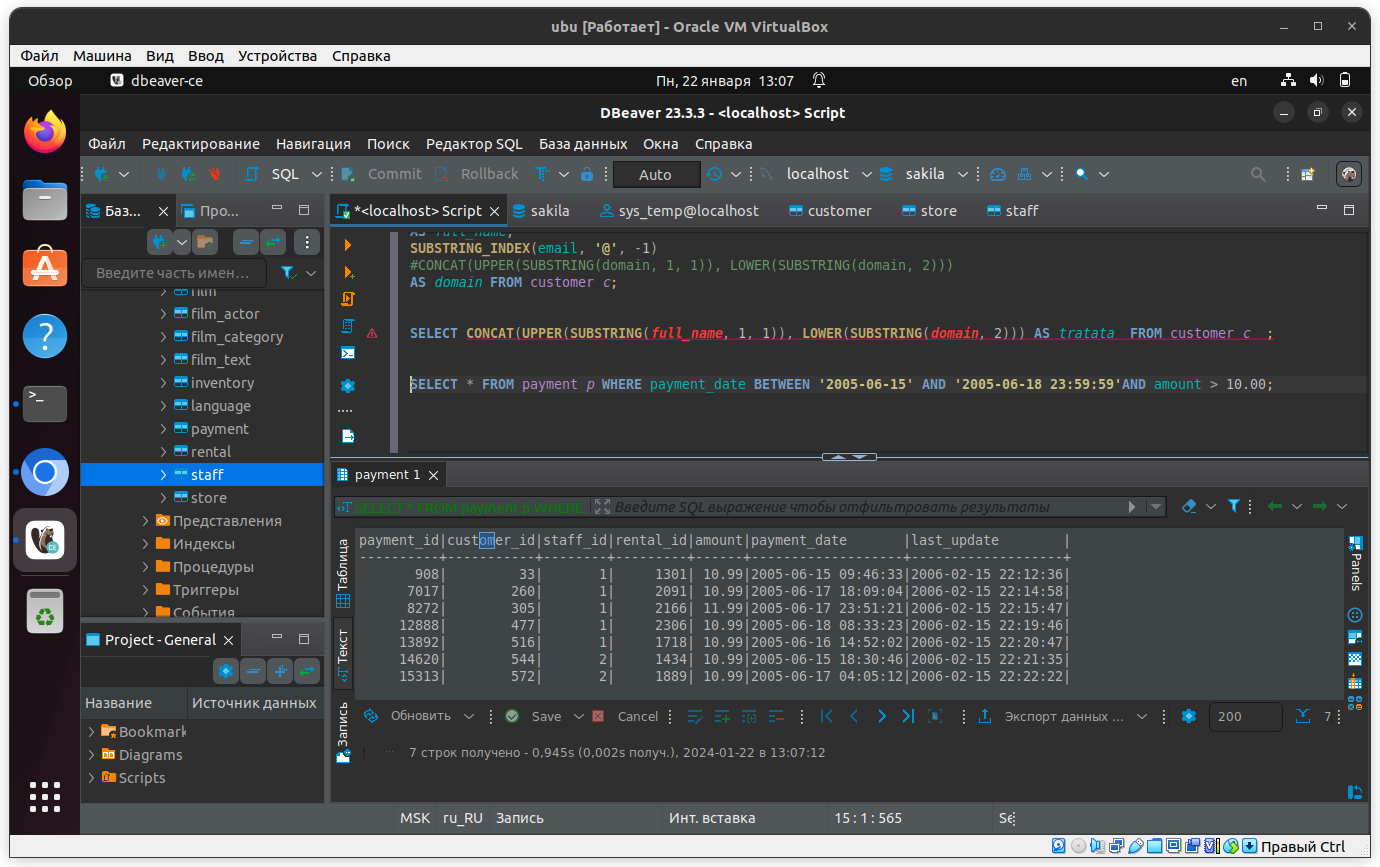 ubu [Работает] - Oracle VM VirtualBox
Файл Машина Вид Ввод Устройства Справка
Обзор dbeaver-ce Пн, 22 января 13:07 en
DBeaver 23.3.3 - <localhost> Script
Файл Редактирование Навигация Поиск Редактор SQL База данных Окна Справка
SQL Commit Rollback Auto localhost sakila
Баз... Про... *<localhost> Script sakila sys_temp@localhost customer store staff
Введите часть имен...
film
film_actor
film_category
film_text
inventory
language
payment
rental
staff
store
Представления
Индексы
Процедуры
Триггеры
События
AS full_name,
SUBSTRING_INDEX(email, '@', -1)
#CONCAT(UPPER(SUBSTRING(domain, 1, 1)), LOWER(SUBSTRING(domain, 2)))
AS domain FROM customer c;
SELECT CONCAT(UPPER(SUBSTRING(full_name, 1, 1)), LOWER(SUBSTRING(domain, 2))) AS tratata FROM customer c ;
SELECT * FROM payment p WHERE payment_date BETWEEN '2005-06-15' AND '2005-06-18 23:59:59'AND amount > 10.00;
payment 1
SELECT * FROM payment p WHERE Введите SQL выражение чтобы отфильтровать результаты
Таблица
Текст
Запись
payment_id|customer_id|staff_id|rental_id|amount|payment_date |last_update |
----------+-----------+--------+---------+------+-------------------+-------------------+
908| 33| 1| 1301| 10.99|2005-06-15 09:46:33|2006-02-15 22:12:36|
7017| 260| 1| 2091| 10.99|2005-06-17 18:09:04|2006-02-15 22:14:58|
8272| 305| 1| 2166| 11.99|2005-06-17 23:51:21|2006-02-15 22:15:47|
12888| 477| 1| 2306| 10.99|2005-06-18 08:33:23|2006-02-15 22:19:46|
13892| 516| 1| 1718| 10.99|2005-06-16 14:52:02|2006-02-15 22:20:47|
14620| 544| 2| 1434| 10.99|2005-06-15 18:30:46|2006-02-15 22:21:35|
15313| 572| 2| 1889| 10.99|2005-06-17 04:05:12|2006-02-15 22:22:22|
Panels
Обновить Save Cancel Экспорт данных ... 200 7
7 строк получено - 0,945s (0,002s получ.), 2024-01-22 в 13:07:12
Project - General
Название Источник данных
Bookmark
Diagrams
Scripts
MSK ru_RU Запись Инт. вставка 15 : 1 : 565 Se
Правый Ctrl